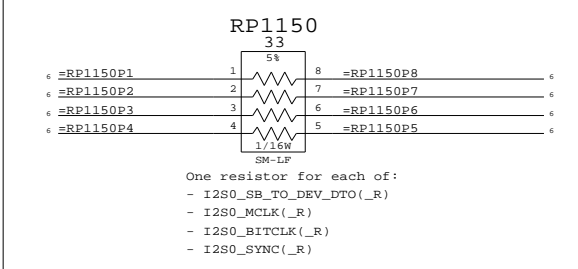 RP1150
33
5%
6 =RP1150P1 1 8 =RP1150P8 6
6 =RP1150P2 2 7 =RP1150P7 6
6 =RP1150P3 3 6 =RP1150P6 6
6 =RP1150P4 4 5 =RP1150P5 6
1/16W
SM-LF
One resistor for each of:
- I2S0_SB_TO_DEV_DTO(_R)
- I2S0_MCLK(_R)
- I2S0_BITCLK(_R)
- I2S0_SYNC(_R)